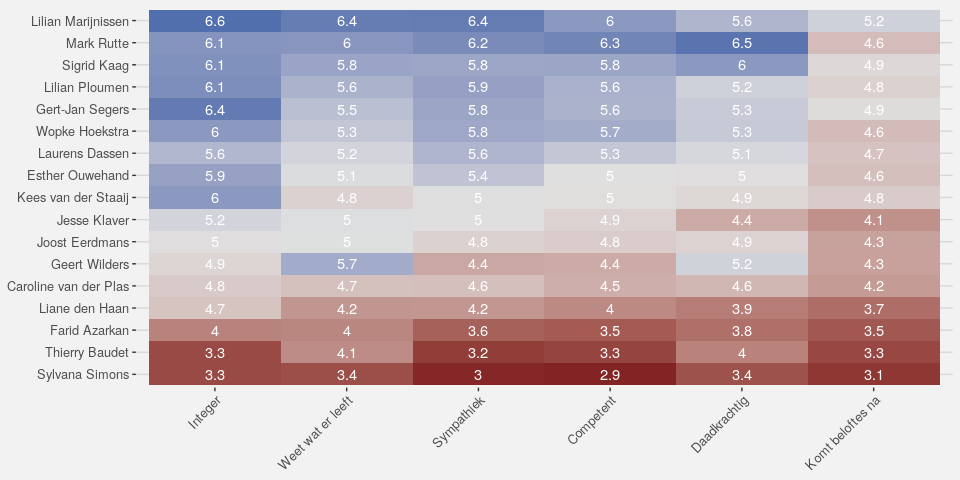 Lilian Marijnissen 6.6 6.4 6.4 6 5.6 5.2
Mark Rutte 6.1 6 6.2 6.3 6.5 4.6
Sigrid Kaag 6.1 5.8 5.8 5.8 6 4.9
Lilian Ploumen 6.1 5.6 5.9 5.6 5.2 4.8
Gert-Jan Segers 6.4 5.5 5.8 5.6 5.3 4.9
Wopke Hoekstra 6 5.3 5.8 5.7 5.3 4.6
Laurens Dassen 5.6 5.2 5.6 5.3 5.1 4.7
Esther Ouwehand 5.9 5.1 5.4 5 5 4.6
Kees van der Staaij 6 4.8 5 5 4.9 4.8
Jesse Klaver 5.2 5 5 4.9 4.4 4.1
Joost Eerdmans 5 5 4.8 4.8 4.9 4.3
Geert Wilders 4.9 5.7 4.4 4.4 5.2 4.3
Caroline van der Plas 4.8 4.7 4.6 4.5 4.6 4.2
Liane den Haan 4.7 4.2 4.2 4 3.9 3.7
Farid Azarkan 4 4 3.6 3.5 3.8 3.5
Thierry Baudet 3.3 4.1 3.2 3.3 4 3.3
Sylvana Simons 3.3 3.4 3 2.9 3.4 3.1
Integer
Weet wat er leeft
Sympathiek
Competent
Daadkrachtig
Komt beloftes na